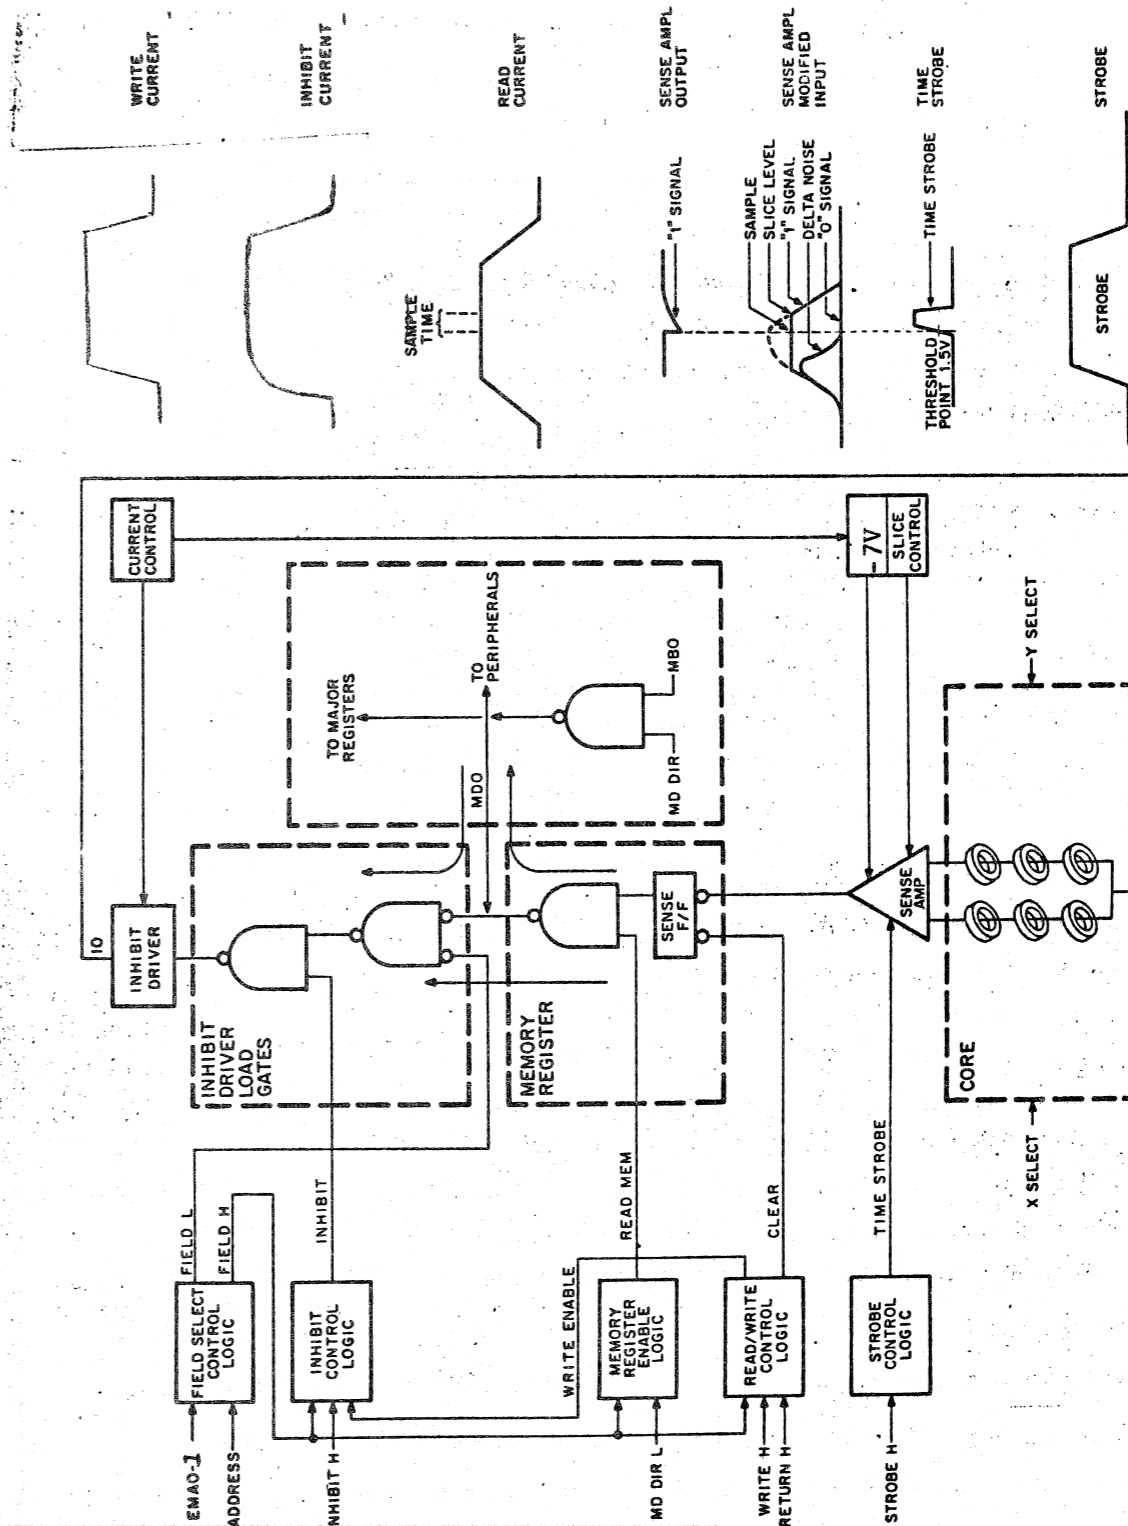 WRITE
CURRENT
INHIBIT
CURRENT
READ
CURRENT
SENSE AMPL
OUTPUT
SENSE AMPL
MODIFIED
INPUT
TIME
STROBE
STROBE
SAMPLE
TIME
"1" SIGNAL
SAMPLE
SLICE LEVEL
"1" SIGNAL
DELTA NOISE
"0" SIGNAL
TIME STROBE
THRESHOLD
POINT 1.5V
STROBE
CURRENT
CONTROL
-7V
SLICE
CONTROL
TO MAJOR
REGISTERS
TO
PERIPHERALS
MDO
MD DIR
MBO
IO
INHIBIT
DRIVER
INHIBIT
DRIVER
LOAD
GATES
MEMORY
REGISTER
SENSE
F/F
SENSE
AMP
CORE
Y SELECT
X SELECT
FIELD L
FIELD H
INHIBIT
WRITE ENABLE
READ MEM
CLEAR
TIME STROBE
FIELD SELECT
CONTROL
LOGIC
INHIBIT
CONTROL
LOGIC
MEMORY
REGISTER
ENABLE
LOGIC
READ/WRITE
CONTROL
LOGIC
STROBE
CONTROL
LOGIC
EMAO-1
ADDRESS
NHIBIT H
MD DIR L
WRITE H
RETURN H
STROBE H